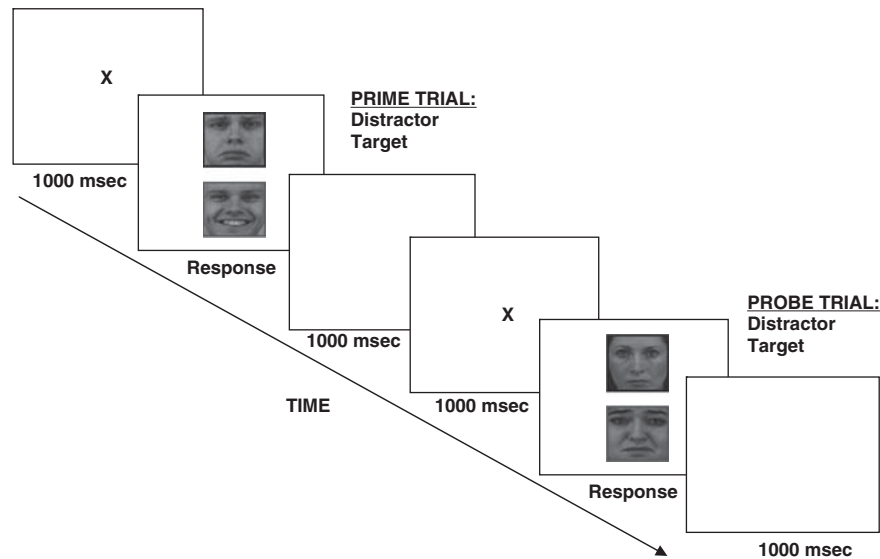 X
1000 msec
PRIME TRIAL:
Distractor
Target
Response
1000 msec
X
1000 msec
PROBE TRIAL:
Distractor
Target
Response
1000 msec
TIME